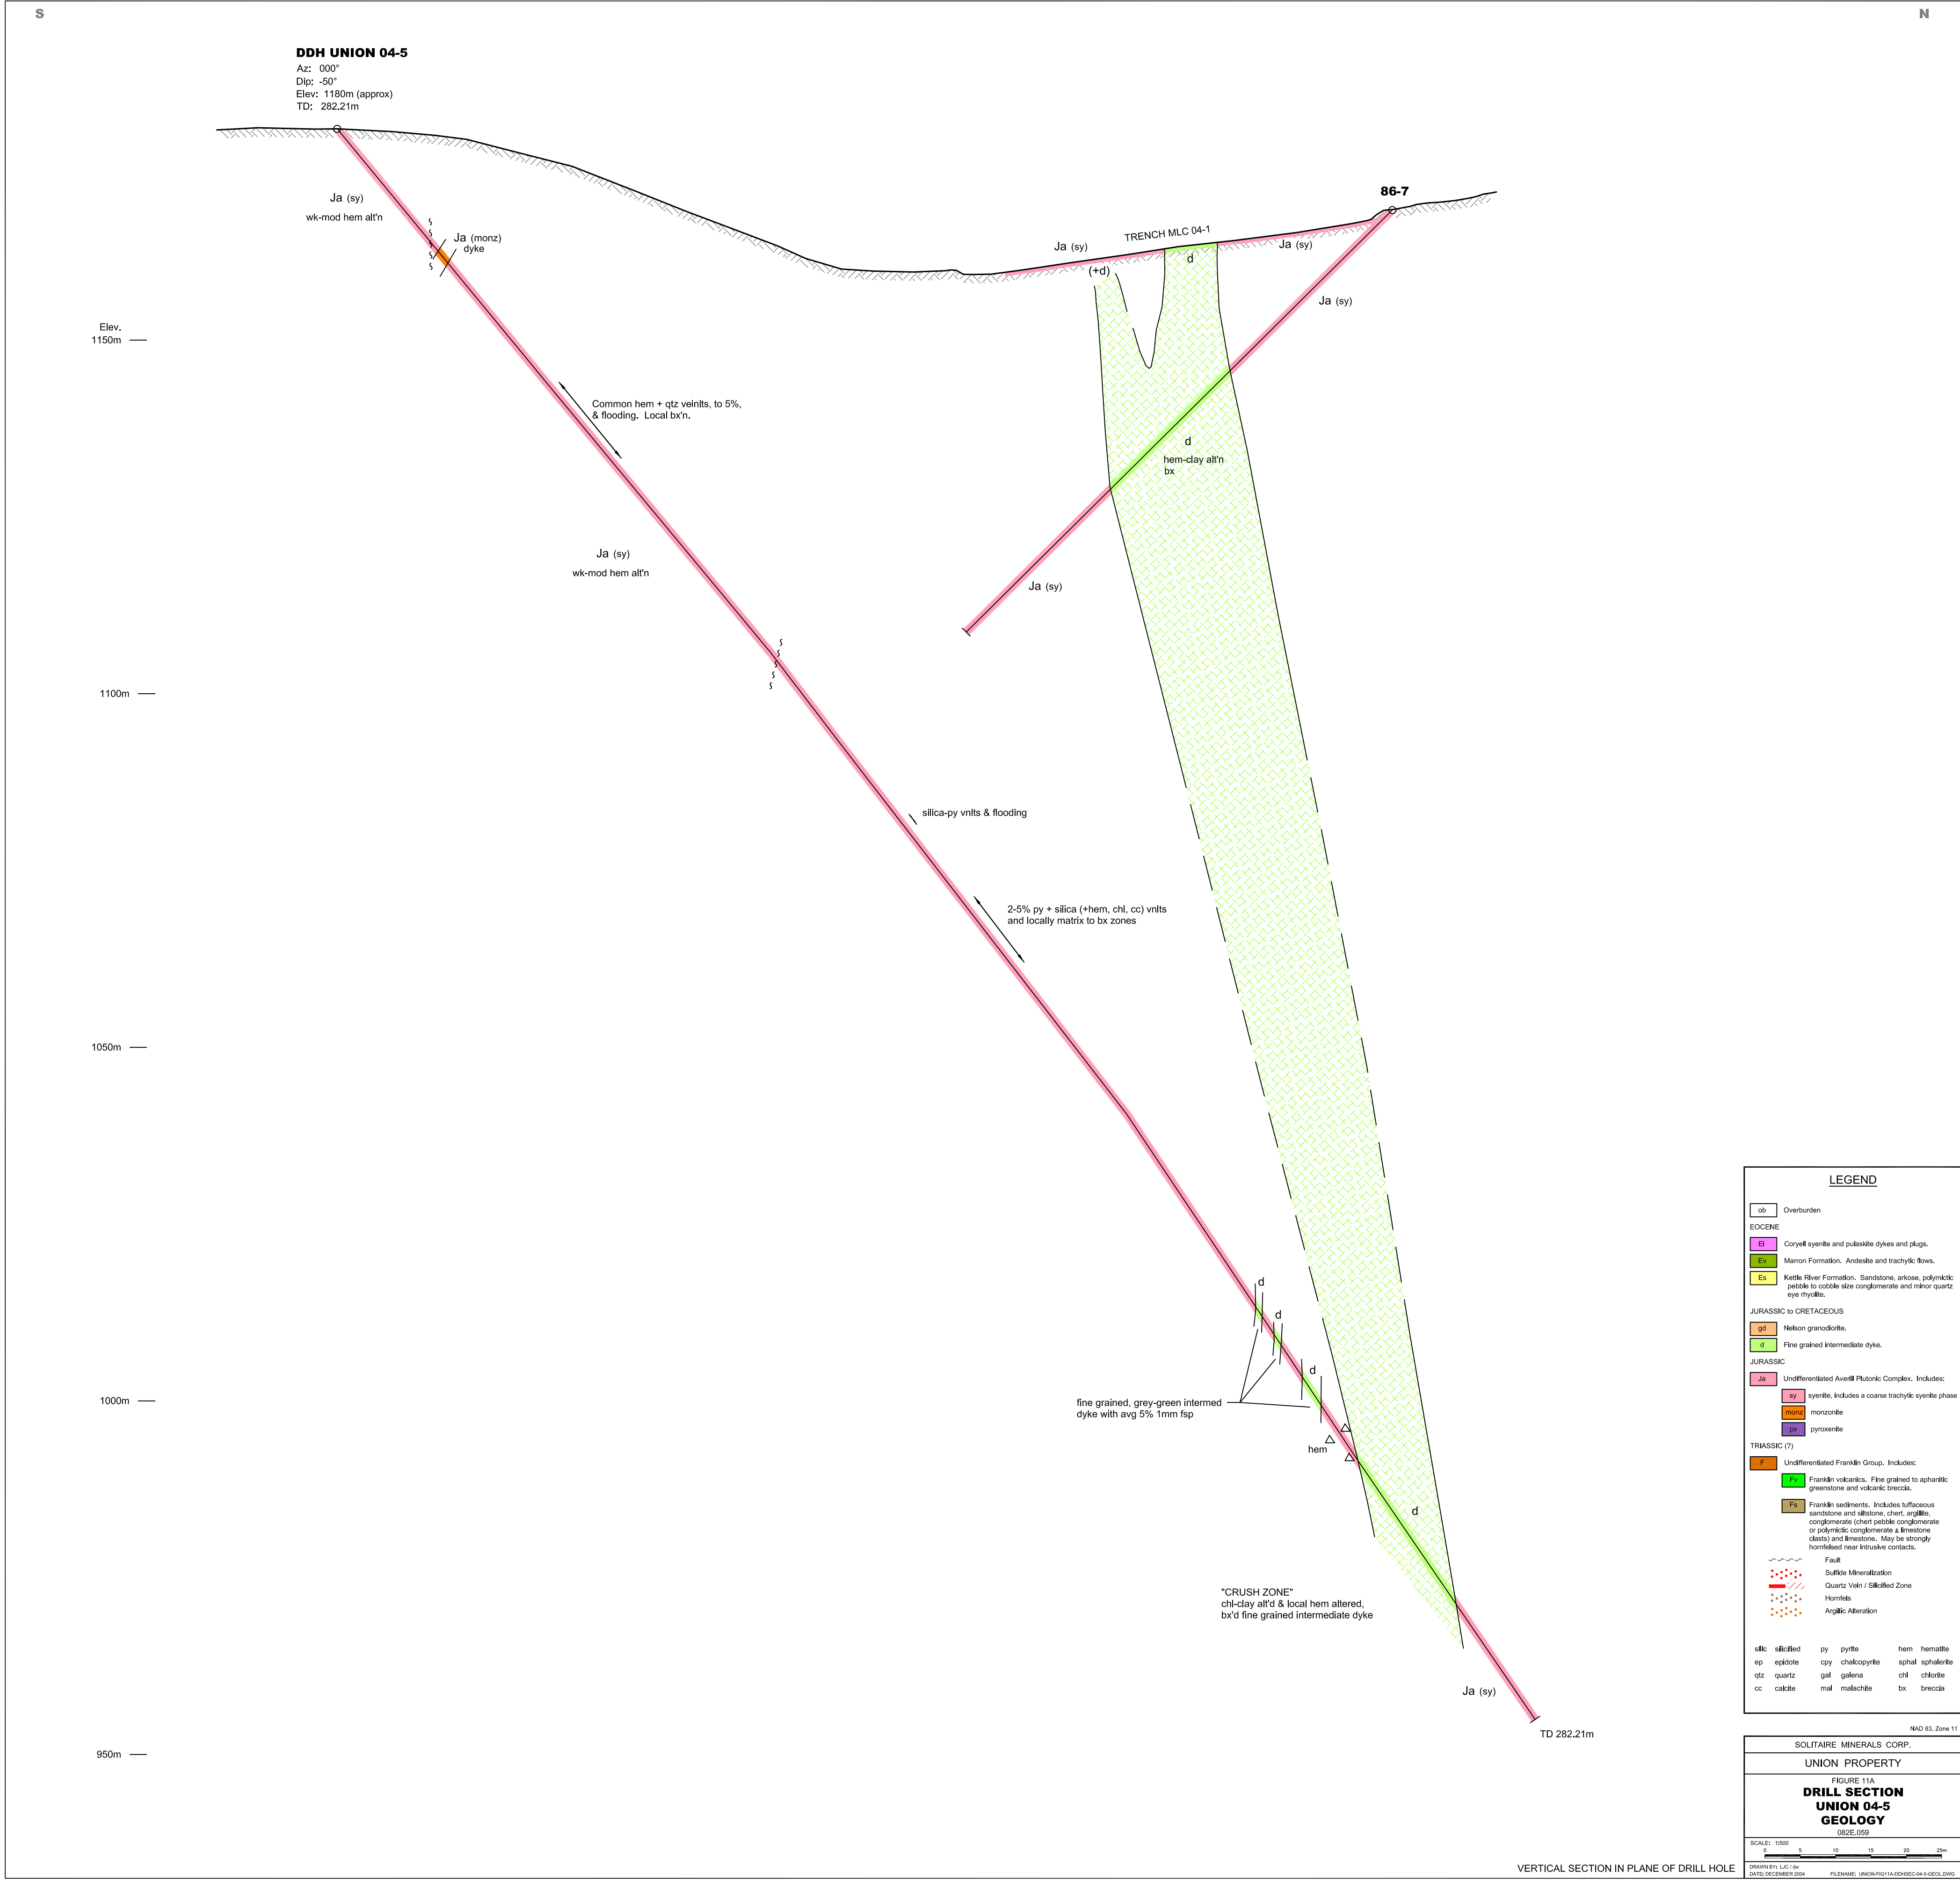 S
N
DDH UNION 04-5
Az: 000°
Dip: -50°
Elev: 1180m (approx)
TD: 282.21m
86-7
Ja (sy)
wk-mod hem alt'n
Ja (monz)
dyke
TRENCH MLC 04-1
Ja (sy)
Ja (sy)
(+d)
d
Ja (sy)
Elev.
1150m
Common hem + qtz veinlts, to 5%,
& flooding. Local bx'n.
d
hem-clay alt'n
bx
Ja (sy)
wk-mod hem alt'n
Ja (sy)
1100m
silica-py vnlts & flooding
2-5% py + silica (+hem, chl, cc) vnlts
and locally matrix to bx zones
1050m
d
d
d
1000m
fine grained, grey-green intermed
dyke with avg 5% 1mm fsp
hem
d
"CRUSH ZONE"
chl-clay alt'd & local hem altered,
bx'd fine grained intermediate dyke
Ja (sy)
TD 282.21m
950m
VERTICAL SECTION IN PLANE OF DRILL HOLE
LEGEND
ob Overburden
EOCENE
Ei Coryell syenite and pulaskite dykes and plugs.
Ev Marron Formation. Andesite and trachytic flows.
Es Kettle River Formation. Sandstone, arkose, polymictic
pebble to cobble size conglomerate and minor quartz
eye rhyolite.
JURASSIC to CRETACEOUS
gd Nelson granodiorite.
d Fine grained intermediate dyke.
JURASSIC
Ja Undifferentiated Averill Plutonic Complex. Includes:
sy syenite, includes a coarse trachytic syenite phase
monz monzonite
px pyroxenite
TRIASSIC (?)
F Undifferentiated Franklin Group. Includes:
Fv Franklin volcanics. Fine grained to aphanitic
greenstone and volcanic breccia.
Fs Franklin sediments. Includes tuffaceous
sandstone and siltstone, chert, argillite,
conglomerate (chert pebble conglomerate
or polymictic conglomerate ± limestone
clasts) and limestone. May be strongly
hornfelsed near intrusive contacts.
Fault
Sulfide Mineralization
Quartz Vein / Silicified Zone
Hornfels
Argillic Alteration
silic silicified py pyrite hem hematite
ep epidote cpy chalcopyrite sphal sphalerite
qtz quartz gal galena chl chlorite
cc calcite mal malachite bx breccia
NAD 83, Zone 11
SOLITAIRE MINERALS CORP.
UNION PROPERTY
FIGURE 11A
DRILL SECTION
UNION 04-5
GEOLOGY
082E.059
SCALE: 1:500
0 5 10 15 20 25m
DRAWN BY: LJC /
DATE: DECEMBER 2004 FILENAME: UNION-FIG11A-DDHSEC-04-5-GEOL.DWG